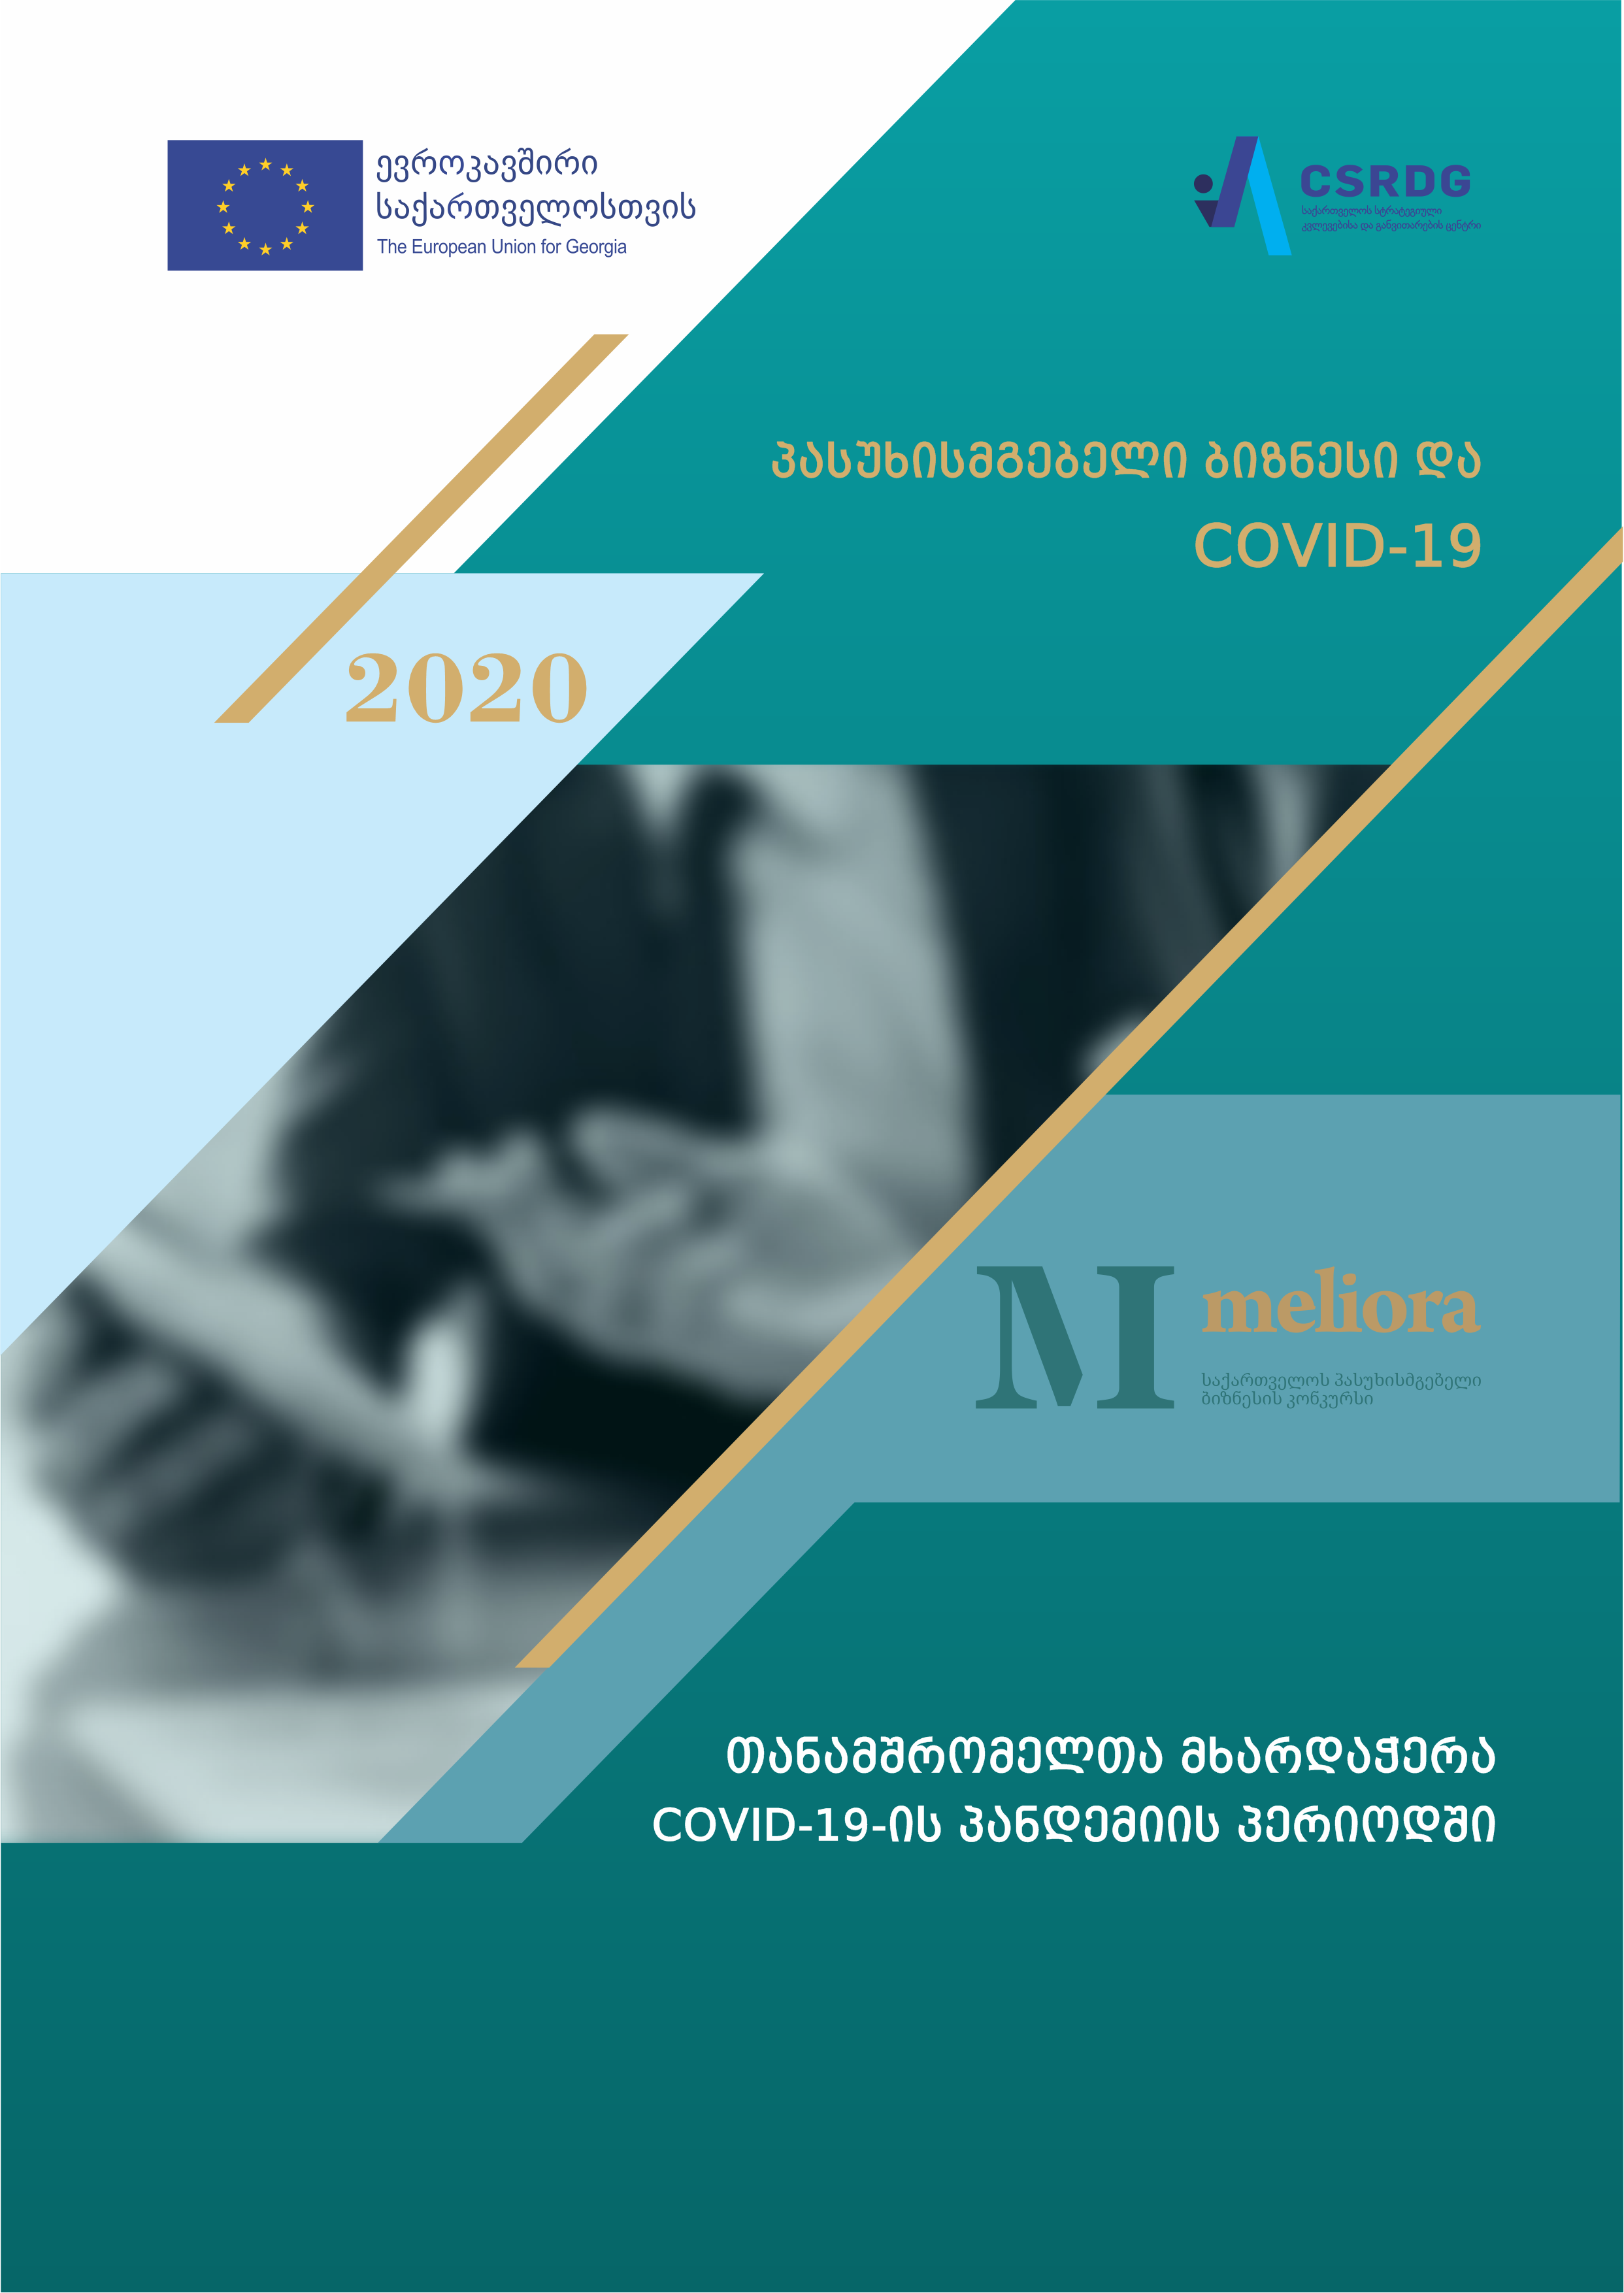 ევროკავშირი
საქართველოსთვის
The European Union for Georgia
CSRDG
საქართველოს სტრატეგიული
კვლევებისა და განვითარების ცენტრი
პასუხისმგებელი ბიზნესი და
COVID-19
2020
M meliora
საქართველოს პასუხისმგებელი
ბიზნესის კონკურსი
თანამშრომელთა მხარდაჭერა
COVID-19-ის პანდემიის პერიოდში